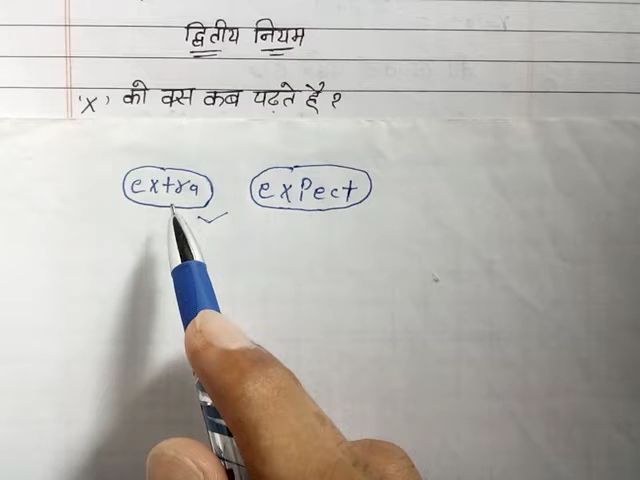 द्वितीय नियम
'x' को क्स कब पढ़ते है ?
extra expect